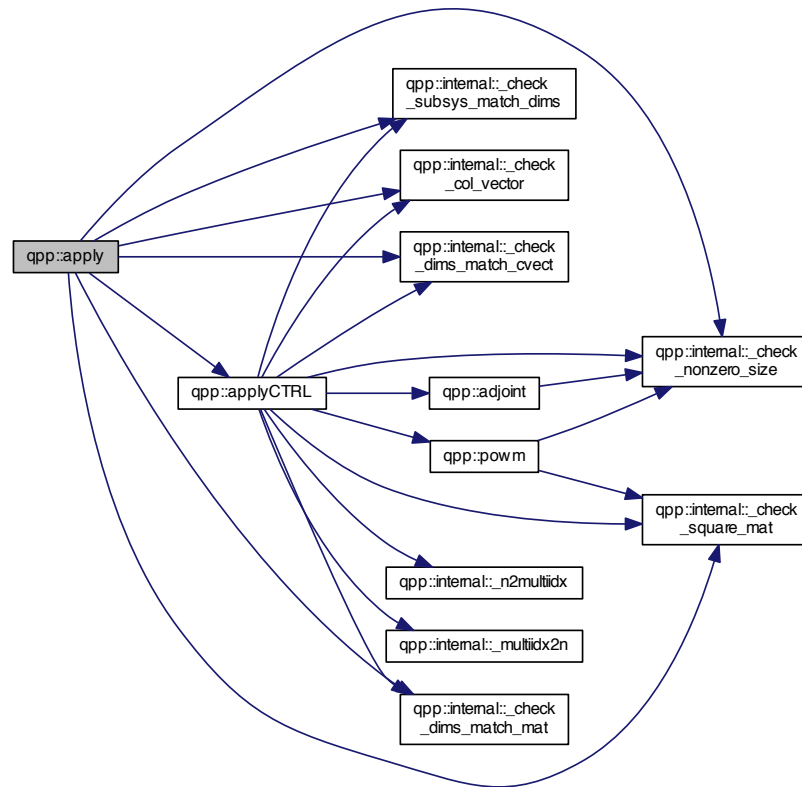 qpp::internal::_check
_subsys_match_dims
qpp::internal::_check
_col_vector
qpp::apply
qpp::internal::_check
_dims_match_cvect
qpp::internal::_check
_nonzero_size
qpp::applyCTRL
qpp::adjoint
qpp::powm
qpp::internal::_check
_square_mat
qpp::internal::_n2multiidx
qpp::internal::_multiidx2n
qpp::internal::_check
_dims_match_mat